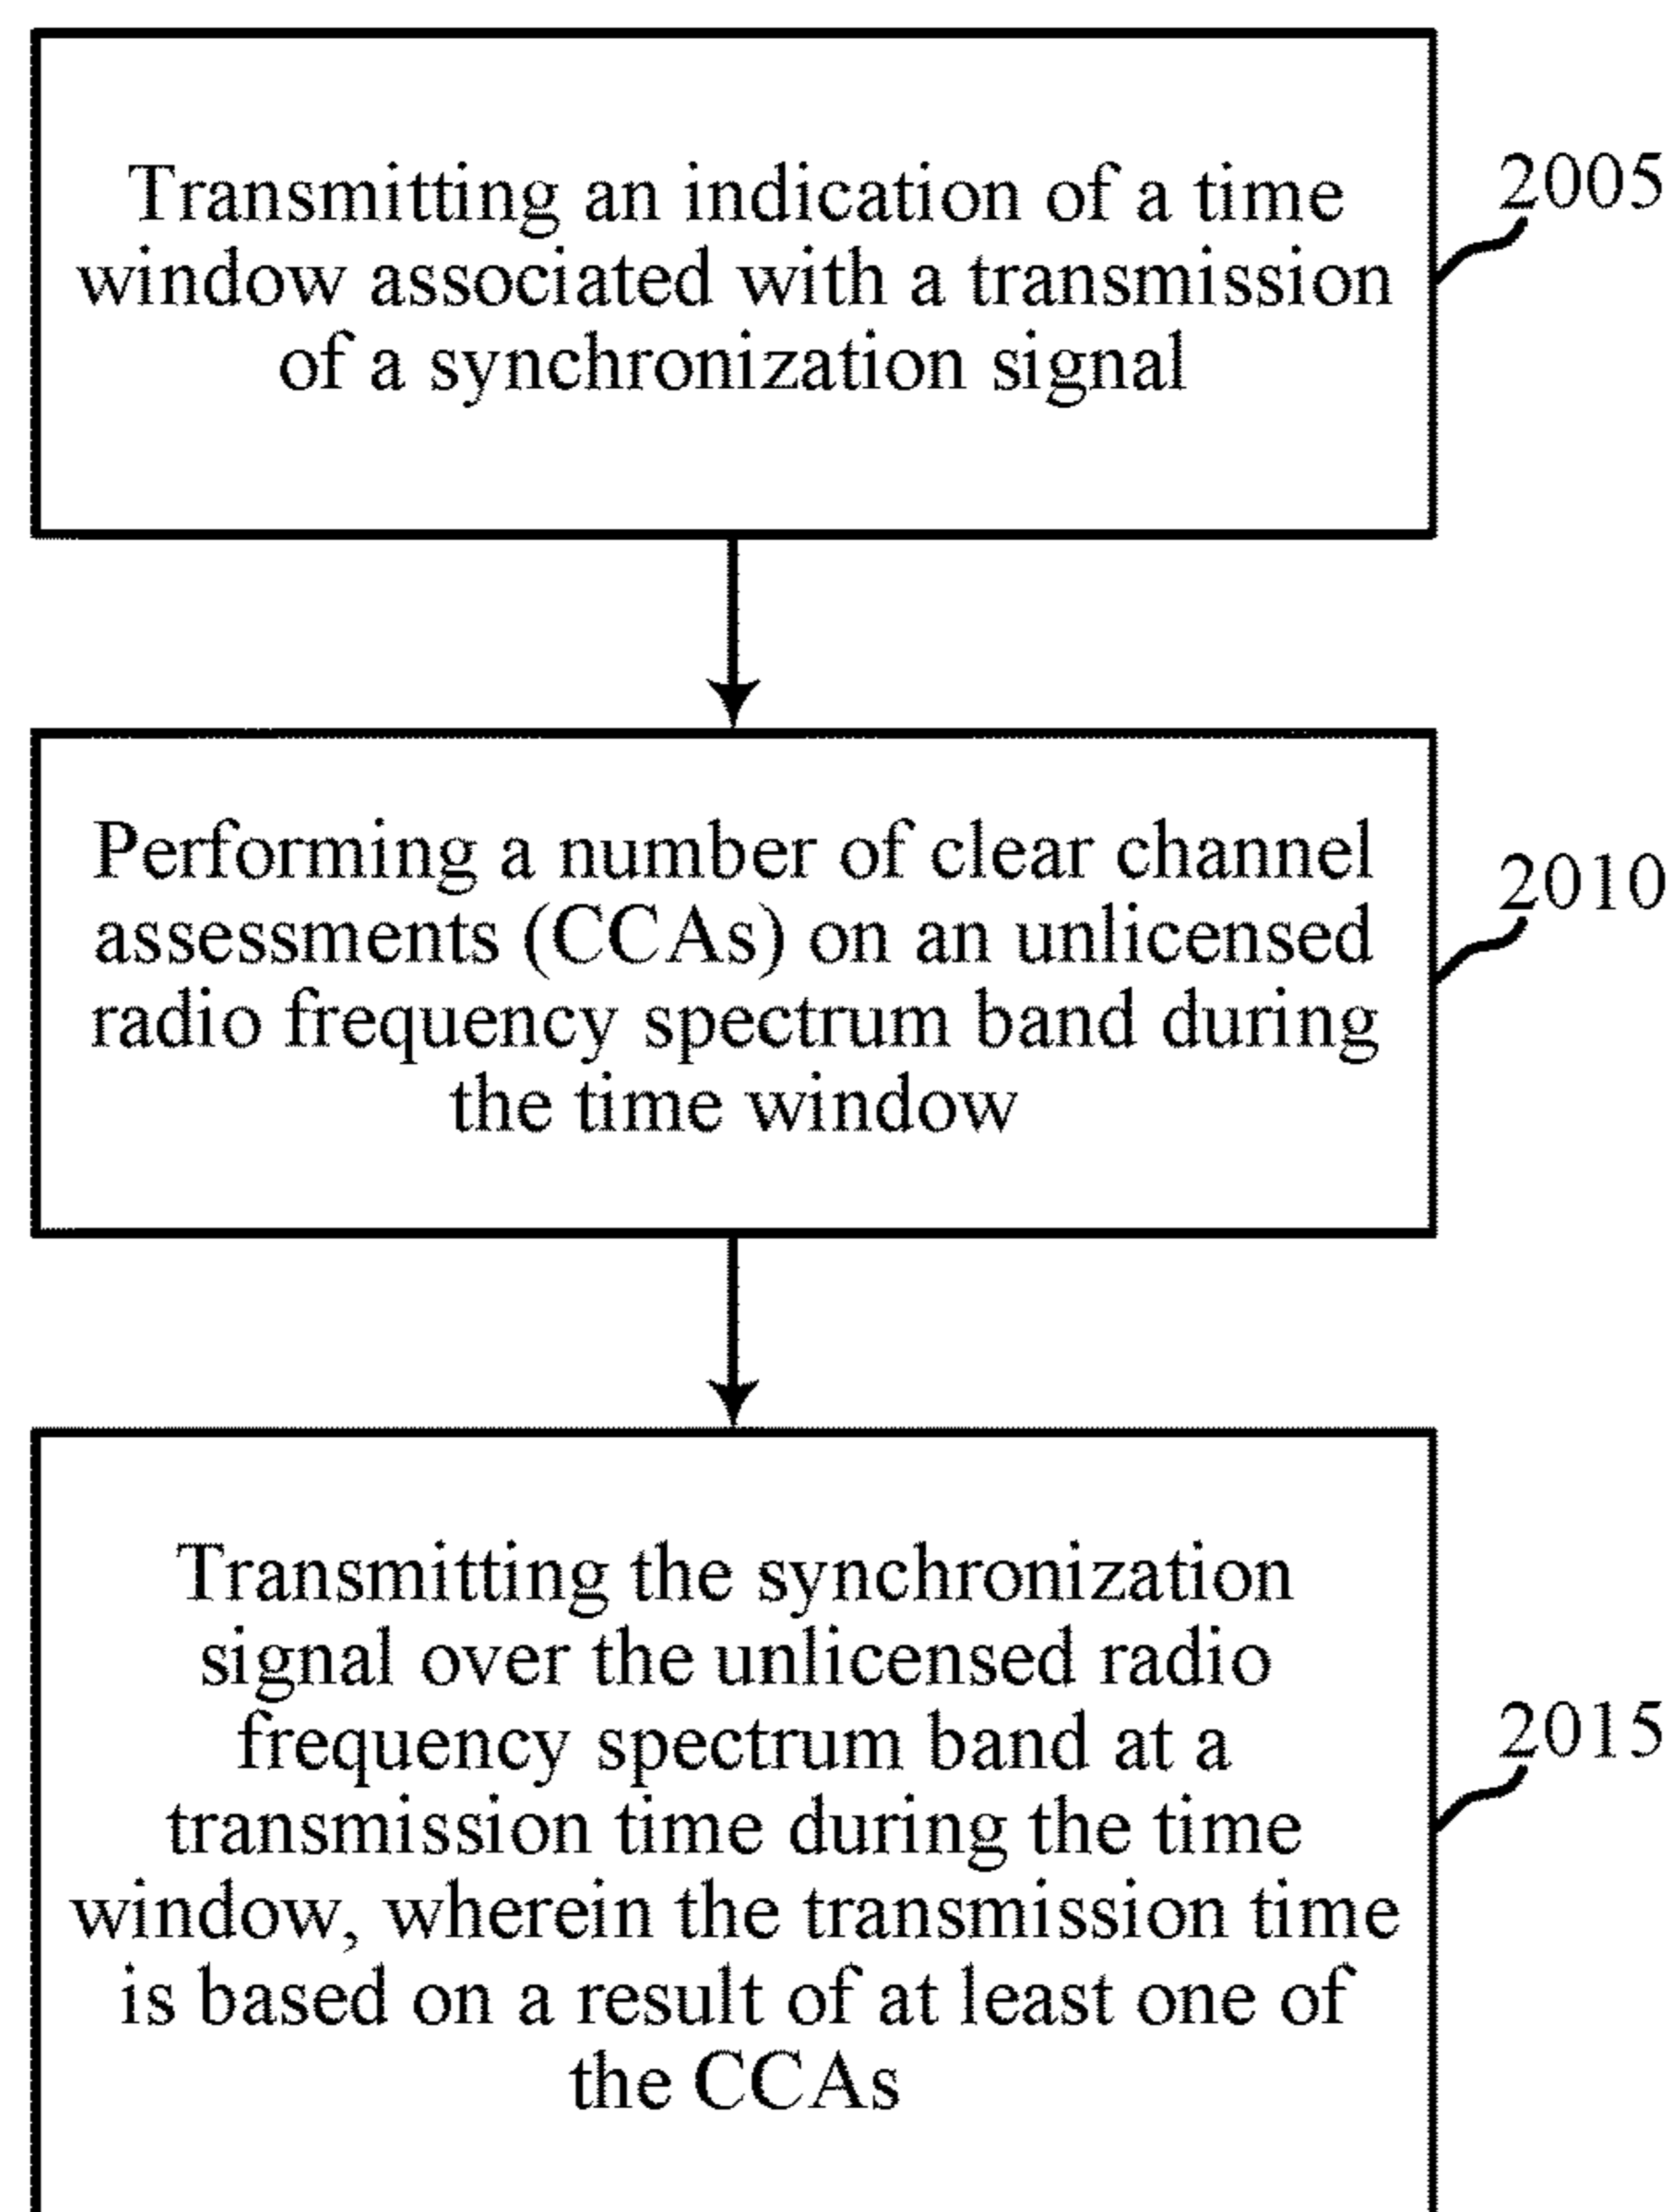 Transmitting an indication of a time
window associated with a transmission
of a synchronization signal
2005
Performing a number of clear channel
assessments (CCAs) on an unlicensed
radio frequency spectrum band during
the time window
2010
Transmitting the synchronization
signal over the unlicensed radio
frequency spectrum band at a
transmission time during the time
window, wherein the transmission time
is based on a result of at least one of
the CCAs
2015